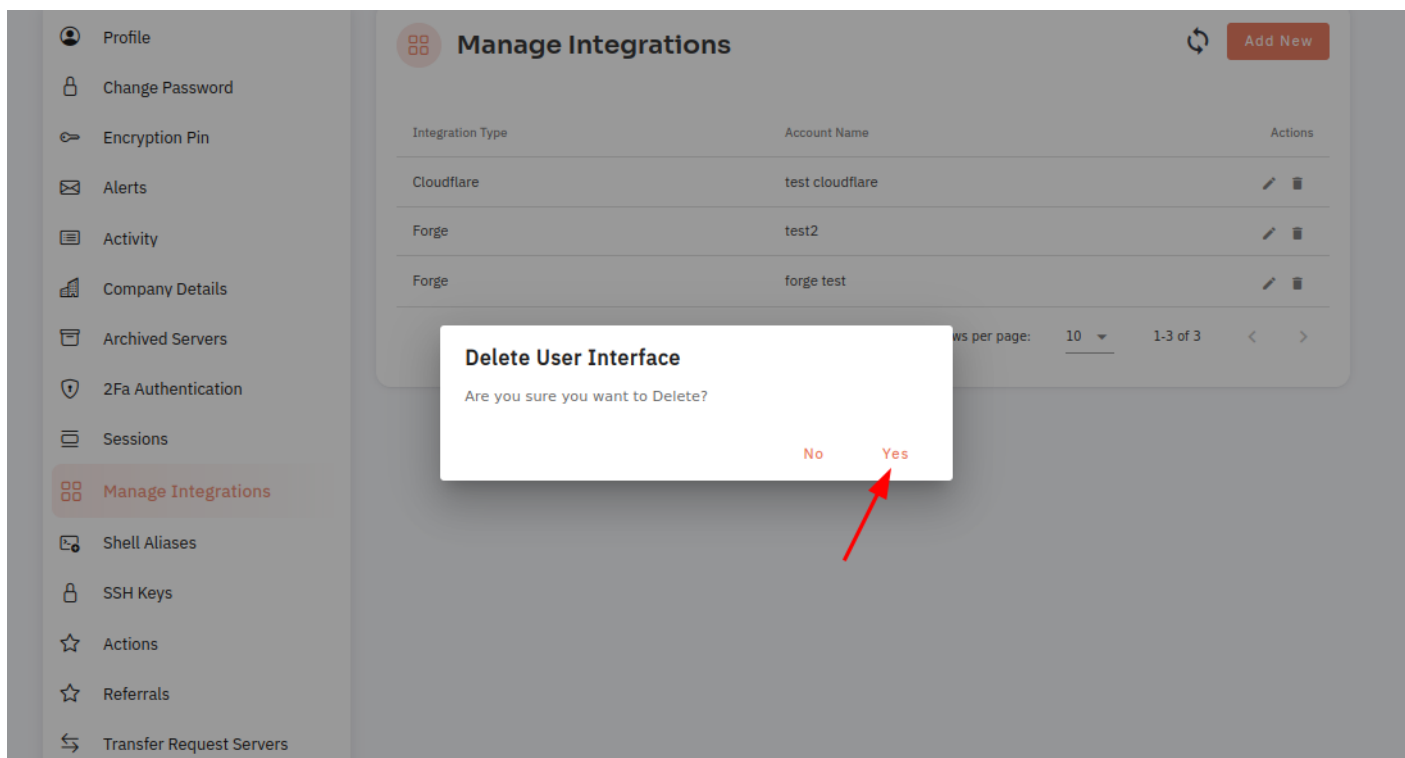 Profile
Change Password
Encryption Pin
Alerts
Activity
Company Details
Archived Servers
2Fa Authentication
Sessions
Manage Integrations
Shell Aliases
SSH Keys
Actions
Referrals
Transfer Request Servers
Manage Integrations
Add New
Integration Type Account Name Actions
Cloudflare test cloudflare
Forge test2
Forge forge test
per page: 10 1-3 of 3
Delete User Interface
Are you sure you want to Delete?
No Yes